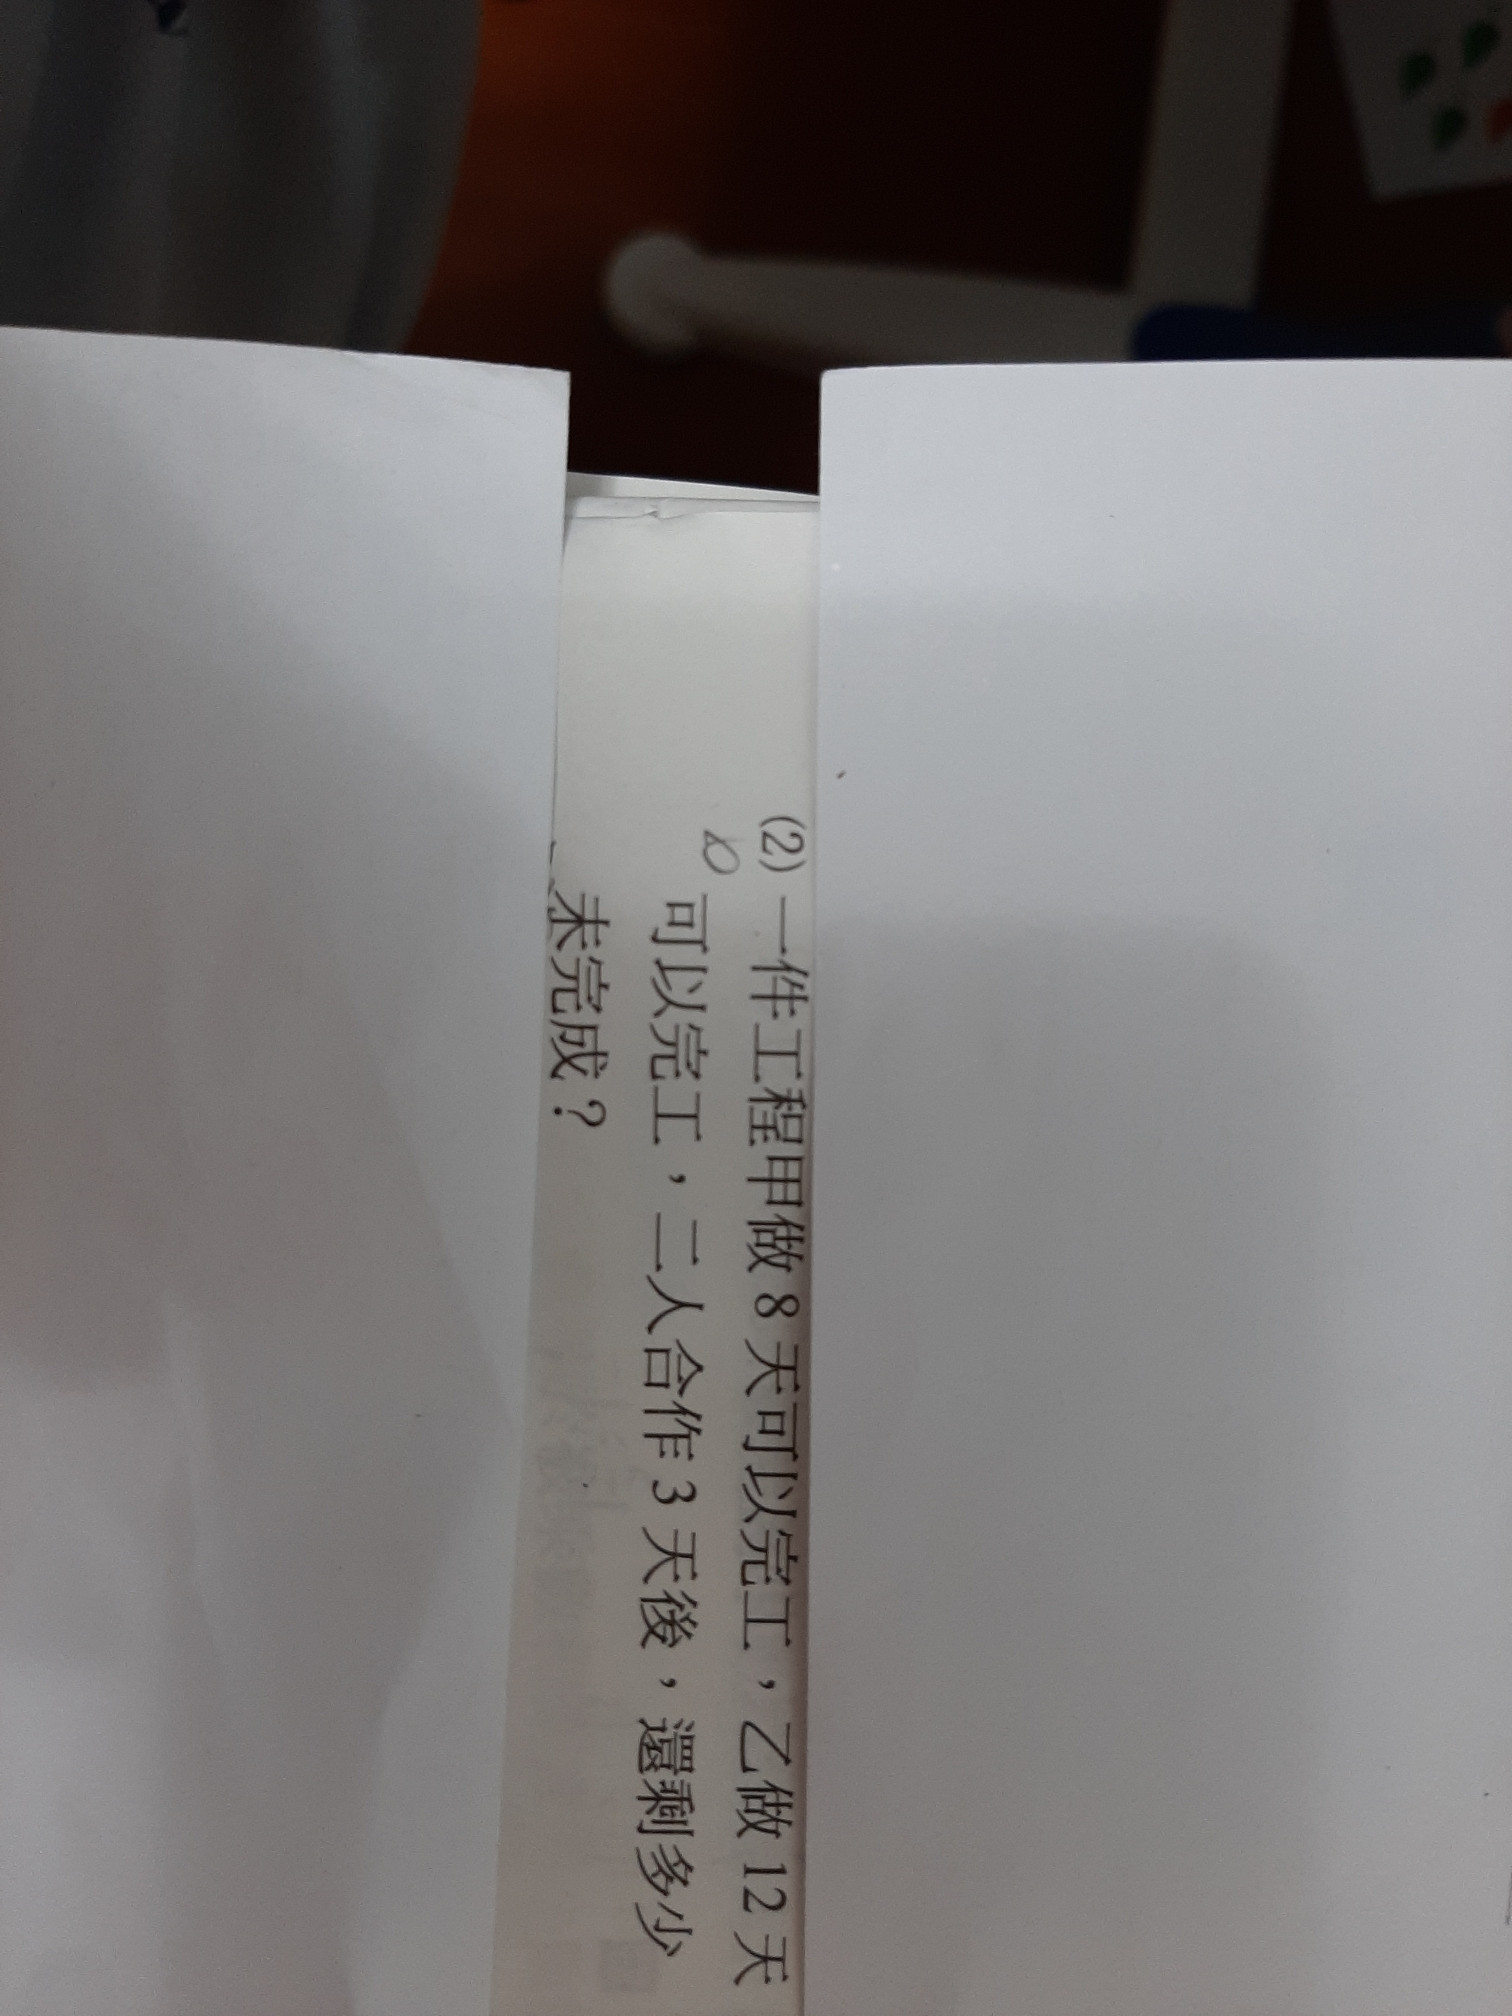 (2) 一件工程甲做 8 天可以完工，乙做 12 天
可以完工，二人合作 3 天後，還剩多少
未完成？